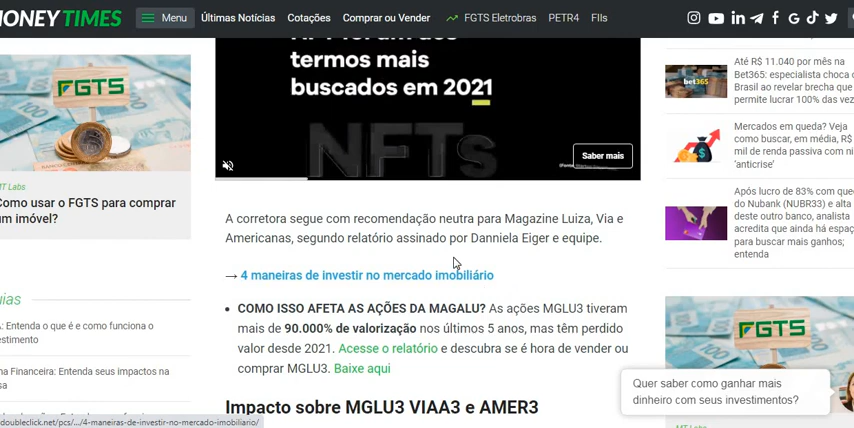 MONEY TIMES
Menu
Últimas Notícias
Cotações
Comprar ou Vender
FGTS Eletrobras
PETR4
FIIs
termos mais
buscados em 2021
NFTs
Saber mais
FGTS
MT Labs
Como usar o FGTS para comprar
um imóvel?
A corretora segue com recomendação neutra para Magazine Luiza, Via e
Americanas, segundo relatório assinado por Danniela Eiger e equipe.
→ 4 maneiras de investir no mercado imobiliário
• COMO ISSO AFETA AS AÇÕES DA MAGALU? As ações MGLU3 tiveram
mais de 90.000% de valorização nos últimos 5 anos, mas têm perdido
valor desde 2021. Acesse o relatório e descubra se é hora de vender ou
comprar MGLU3. Baixe aqui
Impacto sobre MGLU3 VIAA3 e AMER3
: Entenda o que é e como funciona o
Financeira: Entenda seus impactos na
doubleclick.net/pcs/.../4-maneiras-de-investir-no-mercado-imobiliario/
Até R$ 11.040 por mês na
Bet365: especialista choca o
Brasil ao revelar brecha que
permite lucrar 100% das vez
bet365
Mercados em queda? Veja
como buscar, em média, R$
mil de renda passiva com
'anticrise'
Após lucro de 83% com
do Nubank (NUBR33) e alta
deste outro banco, analista
acredita que ainda há espaç
para buscar mais ganhos;
entenda
FGTS
Quer saber como ganhar mais
dinheiro com seus investimentos?